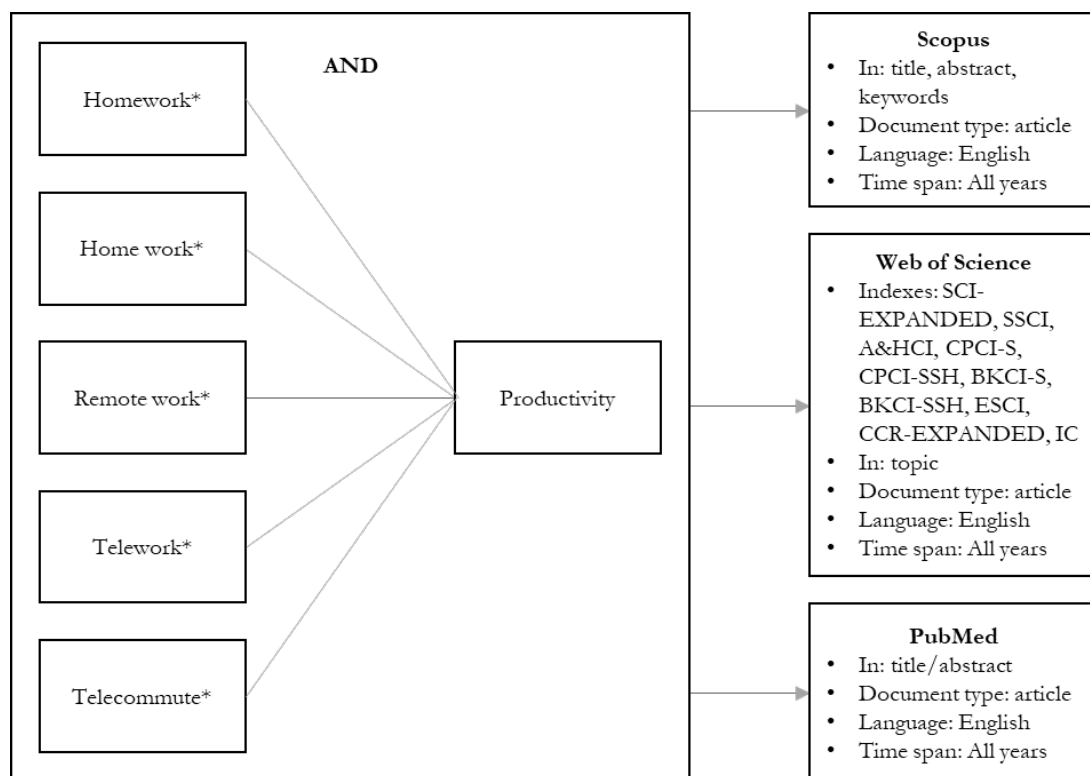 AND
Homework*
Home work*
Remote work*
Telework*
Telecommute*
Productivity
Scopus
• In: title, abstract,
keywords
• Document type: article
• Language: English
• Time span: All years
Web of Science
• Indexes: SCI-
EXPANDED, SSCI,
A&HCI, CPCI-S,
CPCI-SSH, BKCI-S,
BKCI-SSH, ESCI,
CCR-EXPANDED, IC
• In: topic
• Document type: article
• Language: English
• Time span: All years
PubMed
• In: title/abstract
• Document type: article
• Language: English
• Time span: All years